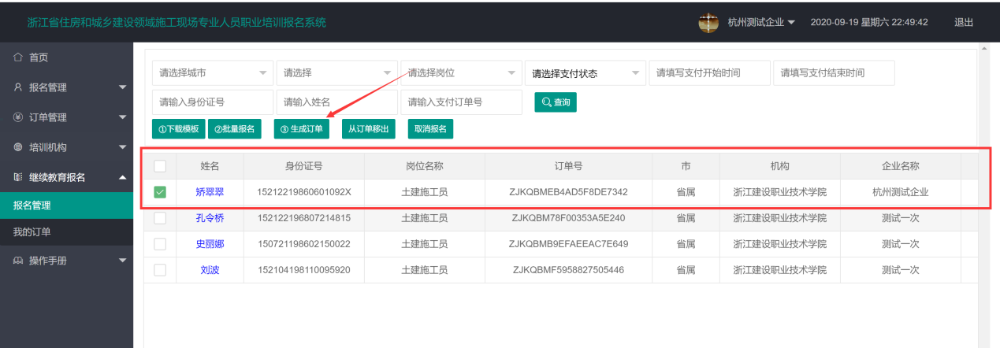 浙江省住房和城乡建设领域施工现场专业人员职业培训报名系统 杭州测试企业 2020-09-19 星期六 22:49:42 退出
首页
报名管理
订单管理
培训机构
继续教育报名
报名管理
我的订单
操作手册
请选择城市 请选择 请选择岗位 请选择支付状态 请填写支付开始时间 请填写支付结束时间
请输入身份证号 请输入姓名 请输入支付订单号 查询
①下载模板 ②批量报名 ③ 生成订单 从订单移出 取消报名
姓名 身份证号 岗位名称 订单号 市 机构 企业名称
矫翠翠 15212219860601092X 土建施工员 ZJKQBMEB4AD5F8DE7342 省属 浙江建设职业技术学院 杭州测试企业
孔令桥 152122196807214815 土建施工员 ZJKQBM78F00353A5E240 省属 浙江建设职业技术学院 测试一次
史丽娜 150721198602150022 土建施工员 ZJKQBMB9EFAEEAC7E649 省属 浙江建设职业技术学院 测试一次
刘波 152104198110095920 土建施工员 ZJKQBMF5958827505446 省属 浙江建设职业技术学院 测试一次